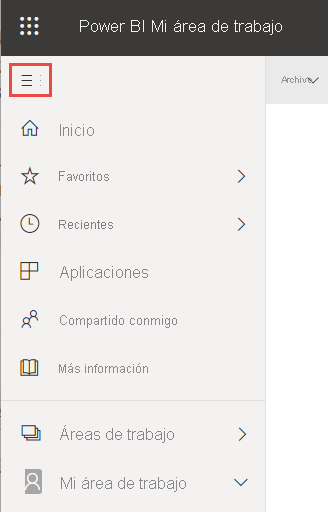 Power BI Mi área de trabajo
Archivo
Inicio
Favoritos
Recientes
Aplicaciones
Compartido conmigo
Más información
Áreas de trabajo
Mi área de trabajo